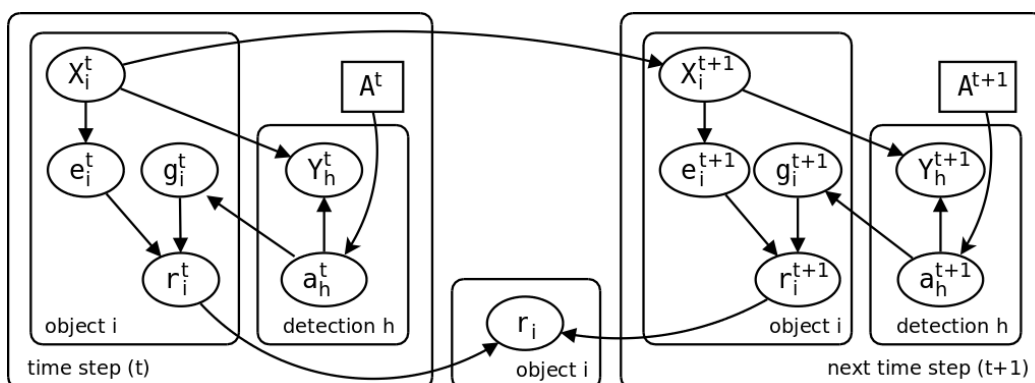 X_i^t
A^t
e_i^t
g_i^t
Y_h^t
r_i^t
a_h^t
object i
detection h
time step (t)
r_i
object i
X_i^{t+1}
A^{t+1}
e_i^{t+1}
g_i^{t+1}
Y_h^{t+1}
r_i^{t+1}
a_h^{t+1}
object i
detection h
next time step (t+1)